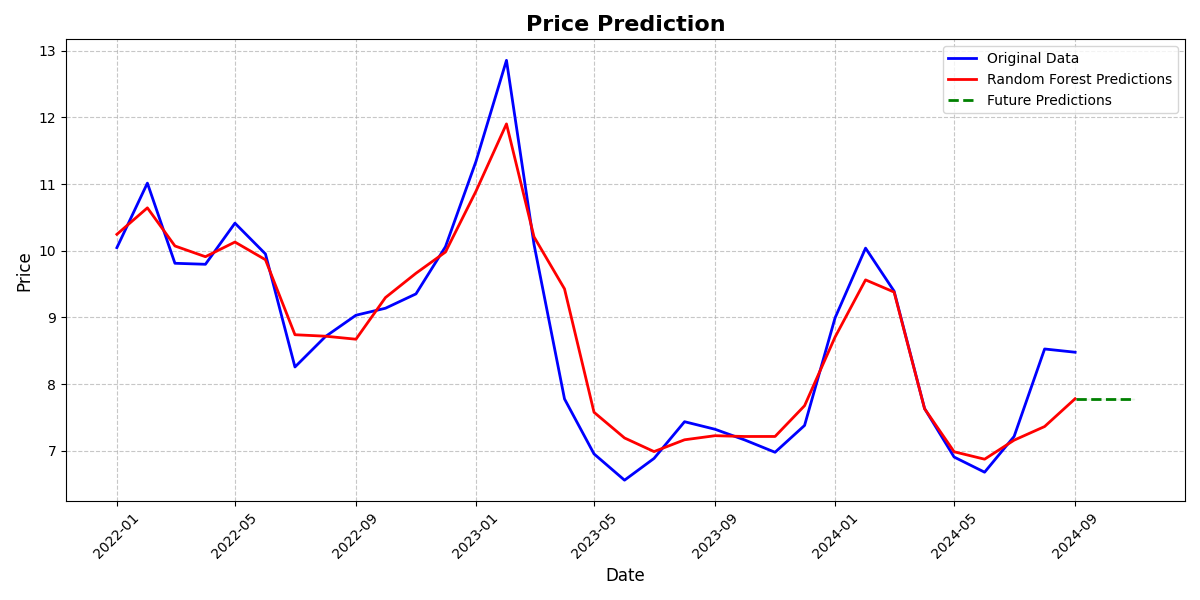 Price Prediction
Original Data
Random Forest Predictions
Future Predictions
Price
13
12
11
10
9
8
7
2022-01
2022-05
2022-09
2023-01
2023-05
2023-09
2024-01
2024-05
2024-09
Date